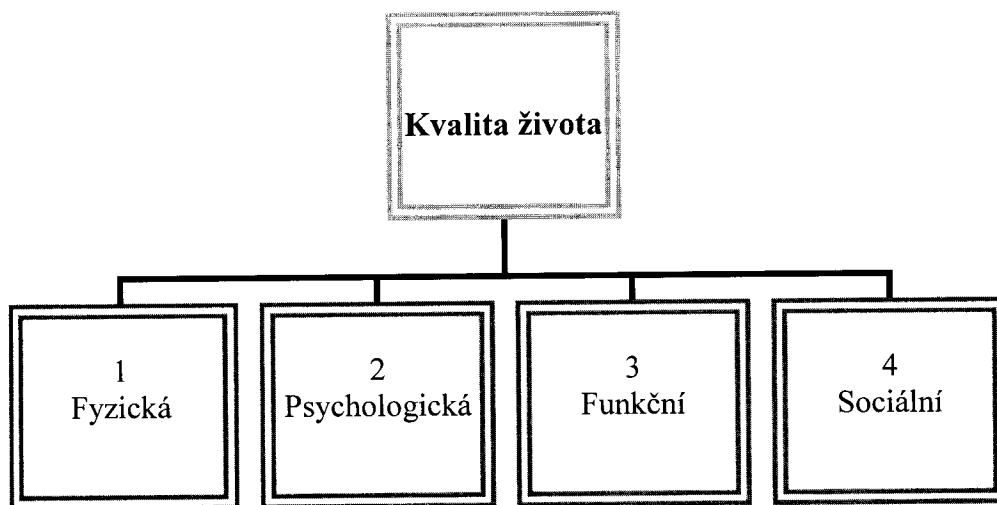 Kvalita života
1
Fyzická
2
Psychologická
3
Funkční
4
Sociální